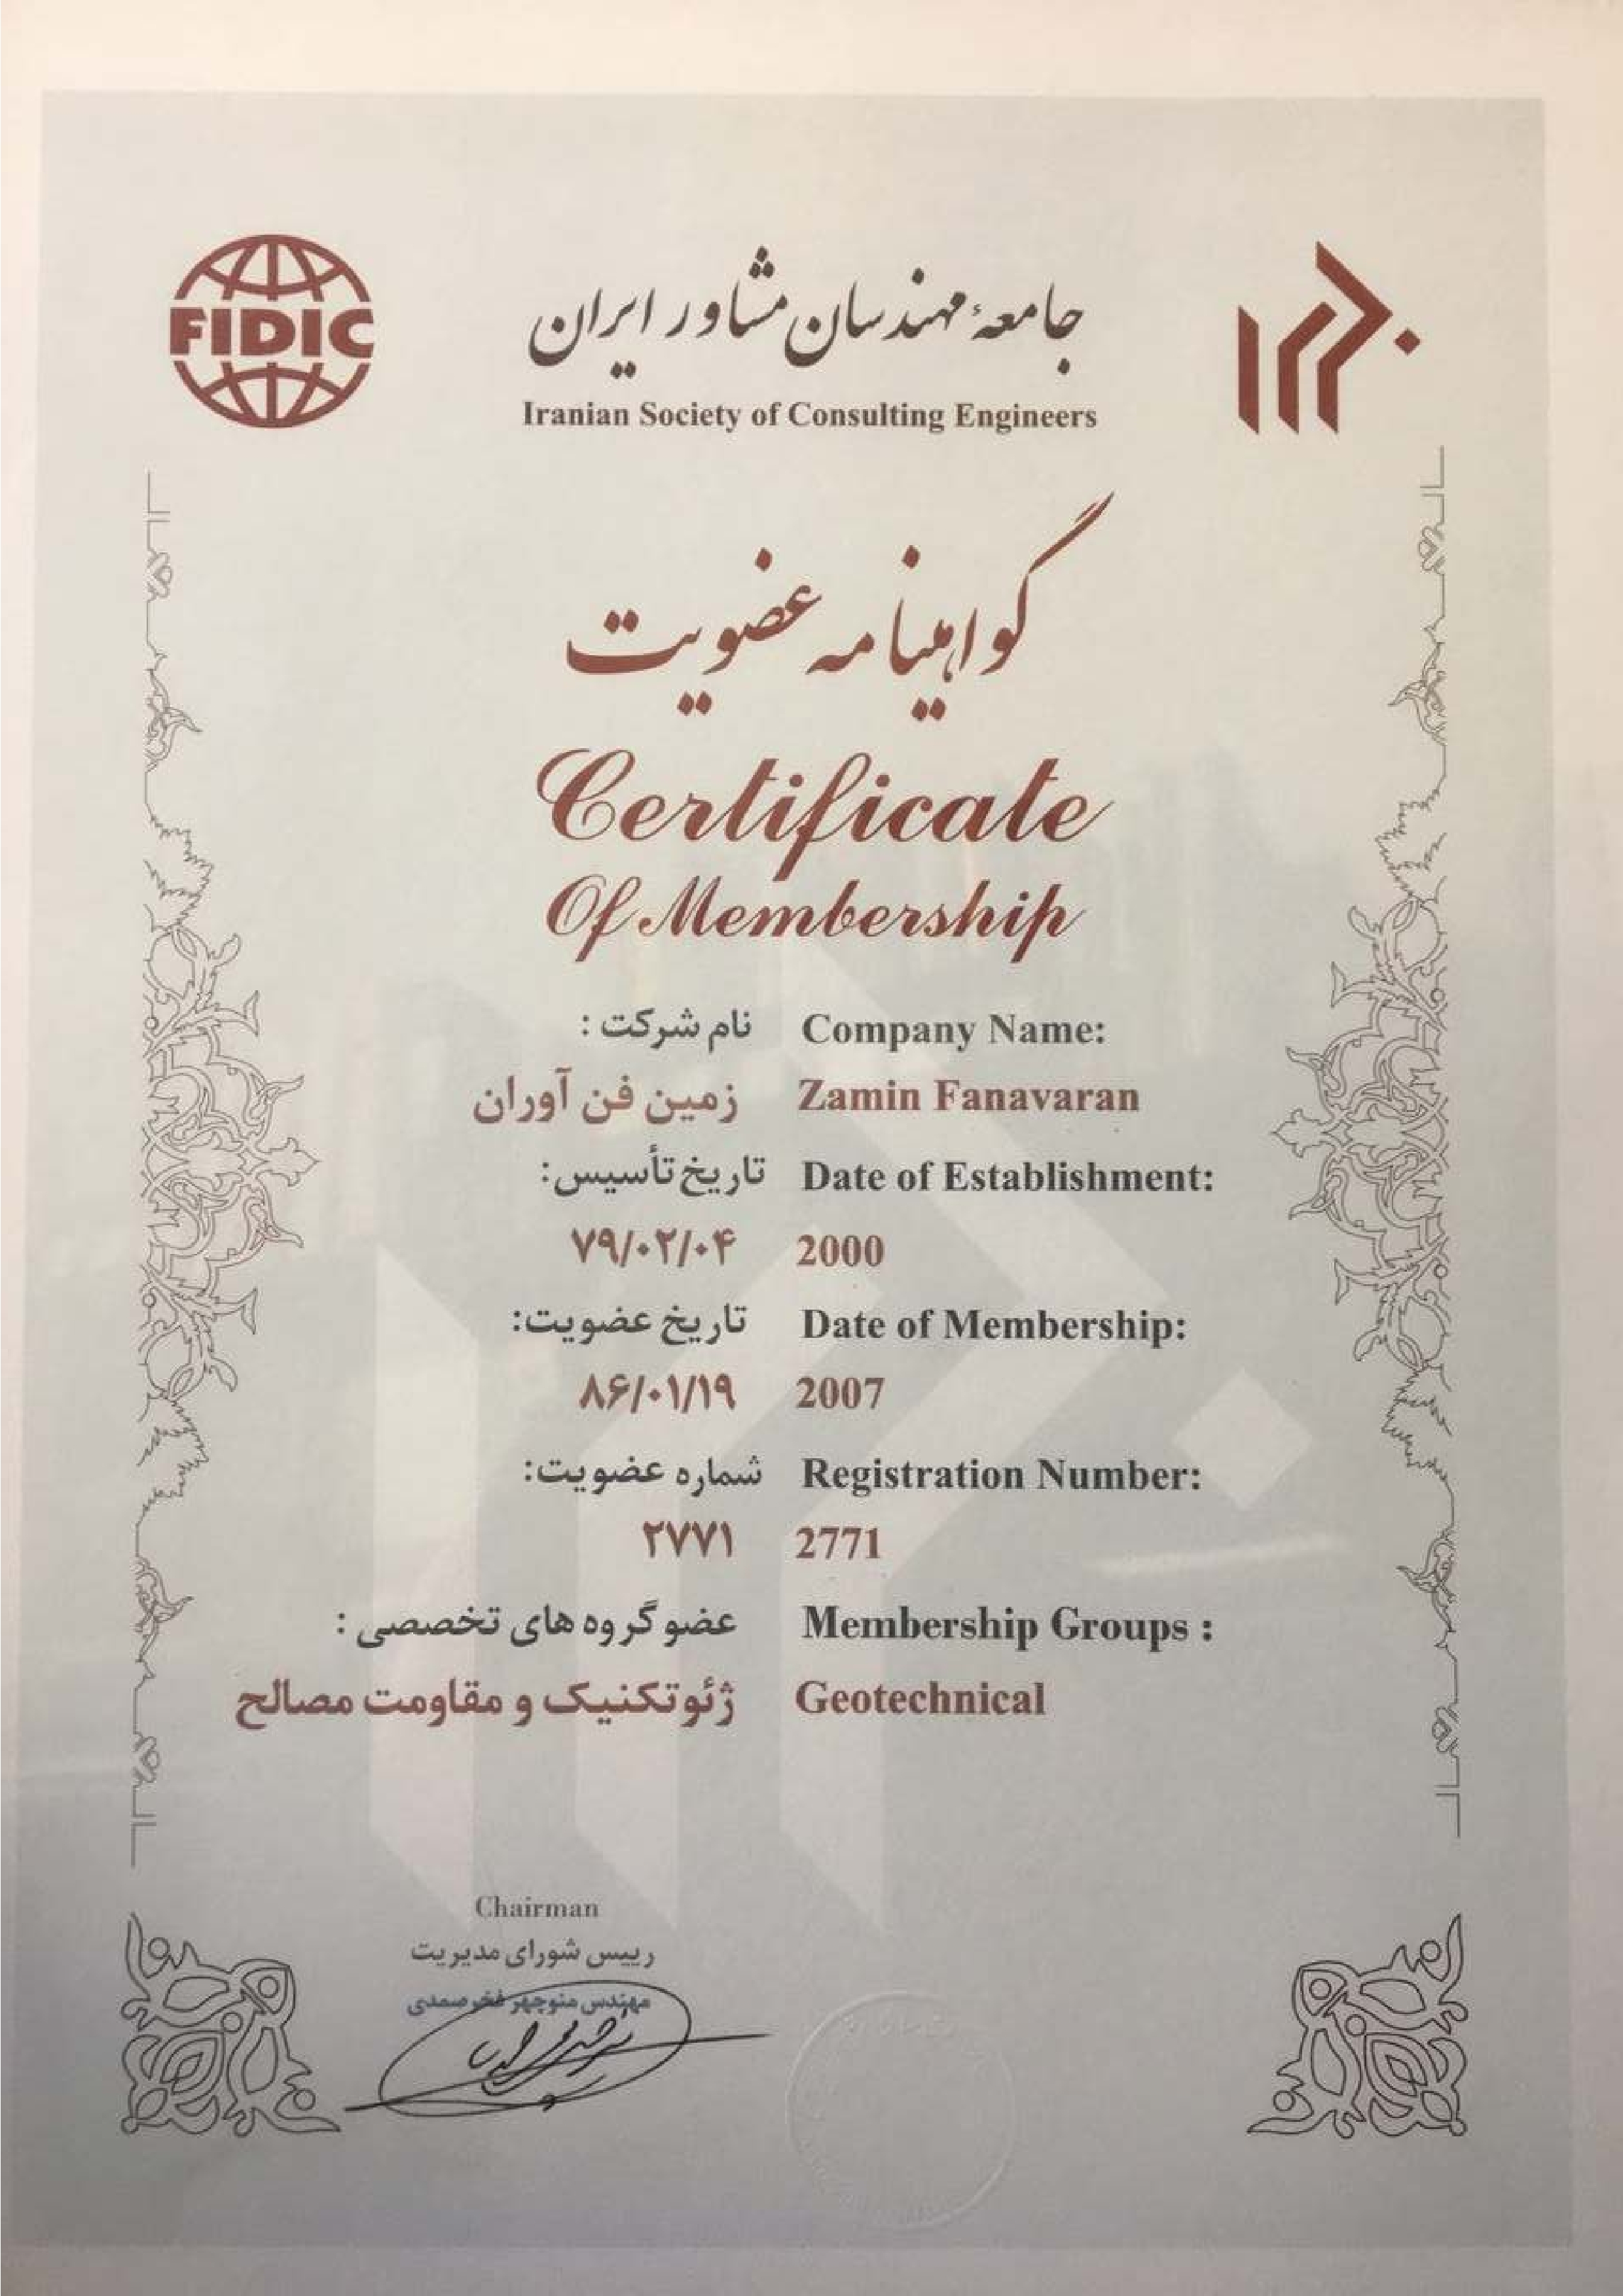 FIDIC
جامعهٔ مهندسان مشاور ایران
Iranian Society of Consulting Engineers
گواهینامه عضویت
Certificate
Of Membership
نام شرکت : Company Name:
زمین فن آوران Zamin Fanavaran
تاریخ تأسیس: Date of Establishment:
۷۹/۰۲/۰۴ 2000
تاریخ عضویت: Date of Membership:
۸۶/۰۱/۱۹ 2007
شماره عضویت: Registration Number:
۲۷۷۱ 2771
عضو گروه های تخصصی : Membership Groups :
ژئوتکنیک و مقاومت مصالح Geotechnical
Chairman
رییس شورای مدیریت
مهندس منوچهر فخرصمدی